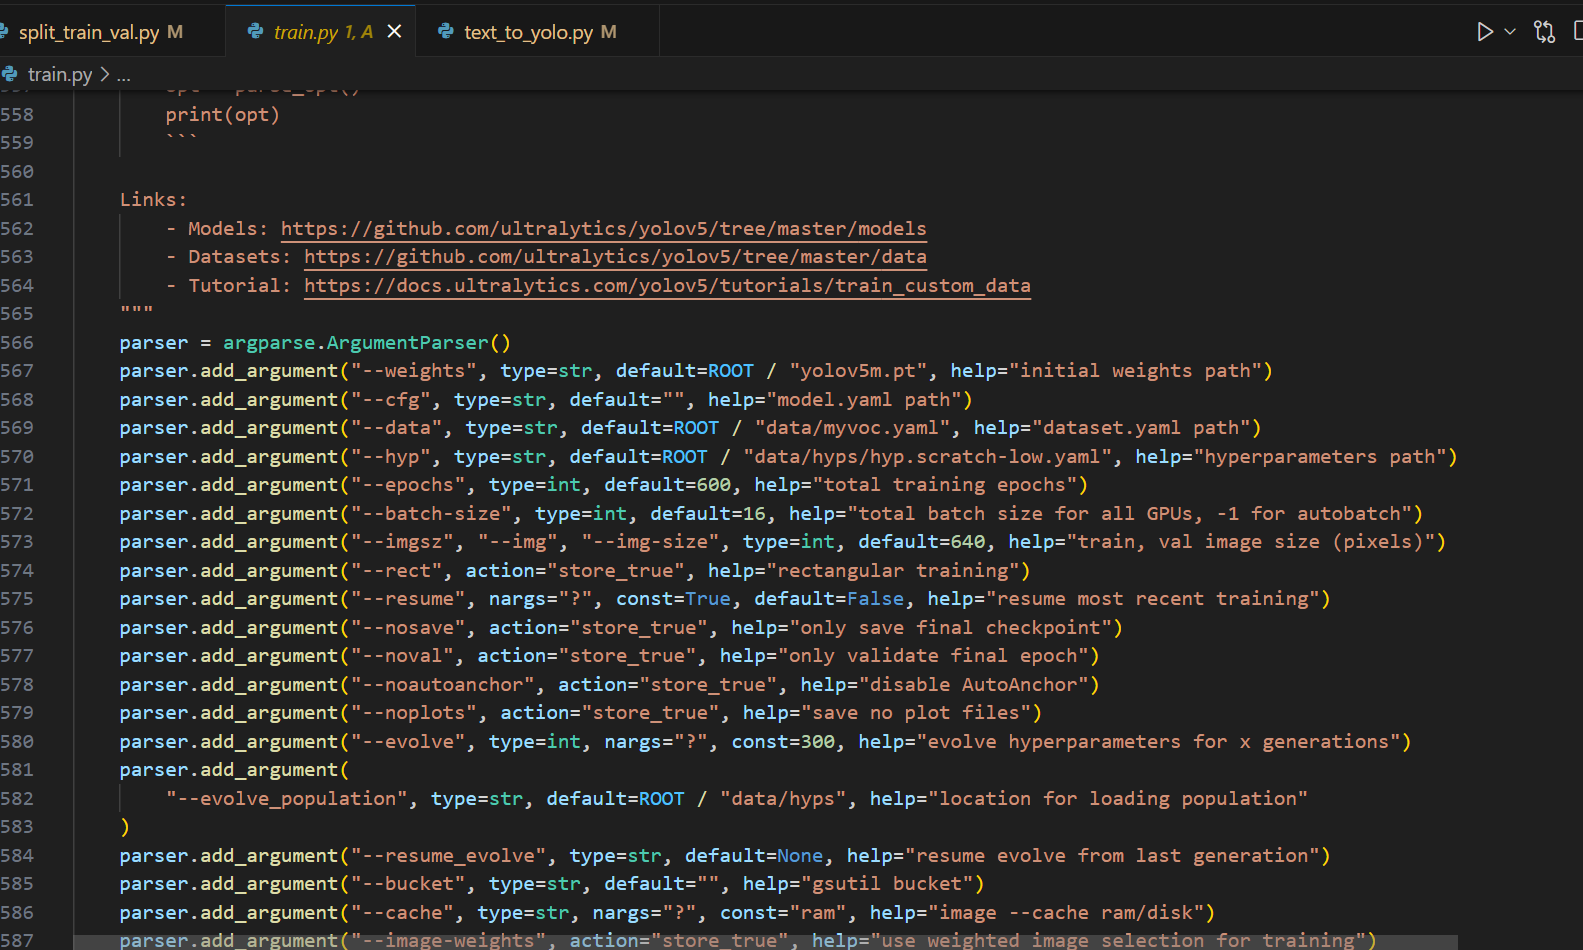 split_train_val.py M
train.py 1, A
text_to_yolo.py M
train.py > ...
558 print(opt)
559 ```
560
561 Links:
562 - Models: https://github.com/ultralytics/yolov5/tree/master/models
563 - Datasets: https://github.com/ultralytics/yolov5/tree/master/data
564 - Tutorial: https://docs.ultralytics.com/yolov5/tutorials/train_custom_data
565 """
566 parser = argparse.ArgumentParser()
567 parser.add_argument("--weights", type=str, default=ROOT / "yolov5m.pt", help="initial weights path")
568 parser.add_argument("--cfg", type=str, default="", help="model.yaml path")
569 parser.add_argument("--data", type=str, default=ROOT / "data/myvoc.yaml", help="dataset.yaml path")
570 parser.add_argument("--hyp", type=str, default=ROOT / "data/hyps/hyp.scratch-low.yaml", help="hyperparameters path")
571 parser.add_argument("--epochs", type=int, default=600, help="total training epochs")
572 parser.add_argument("--batch-size", type=int, default=16, help="total batch size for all GPUs, -1 for autobatch")
573 parser.add_argument("--imgsz", "--img", "--img-size", type=int, default=640, help="train, val image size (pixels)")
574 parser.add_argument("--rect", action="store_true", help="rectangular training")
575 parser.add_argument("--resume", nargs="?", const=True, default=False, help="resume most recent training")
576 parser.add_argument("--nosave", action="store_true", help="only save final checkpoint")
577 parser.add_argument("--noval", action="store_true", help="only validate final epoch")
578 parser.add_argument("--noautoanchor", action="store_true", help="disable AutoAnchor")
579 parser.add_argument("--noplots", action="store_true", help="save no plot files")
580 parser.add_argument("--evolve", type=int, nargs="?", const=300, help="evolve hyperparameters for x generations")
581 parser.add_argument(
582 "--evolve_population", type=str, default=ROOT / "data/hyps", help="location for loading population"
583 )
584 parser.add_argument("--resume_evolve", type=str, default=None, help="resume evolve from last generation")
585 parser.add_argument("--bucket", type=str, default="", help="gsutil bucket")
586 parser.add_argument("--cache", type=str, nargs="?", const="ram", help="image --cache ram/disk")
587 parser.add_argument("--image-weights", action="store_true", help="use weighted image selection for training")